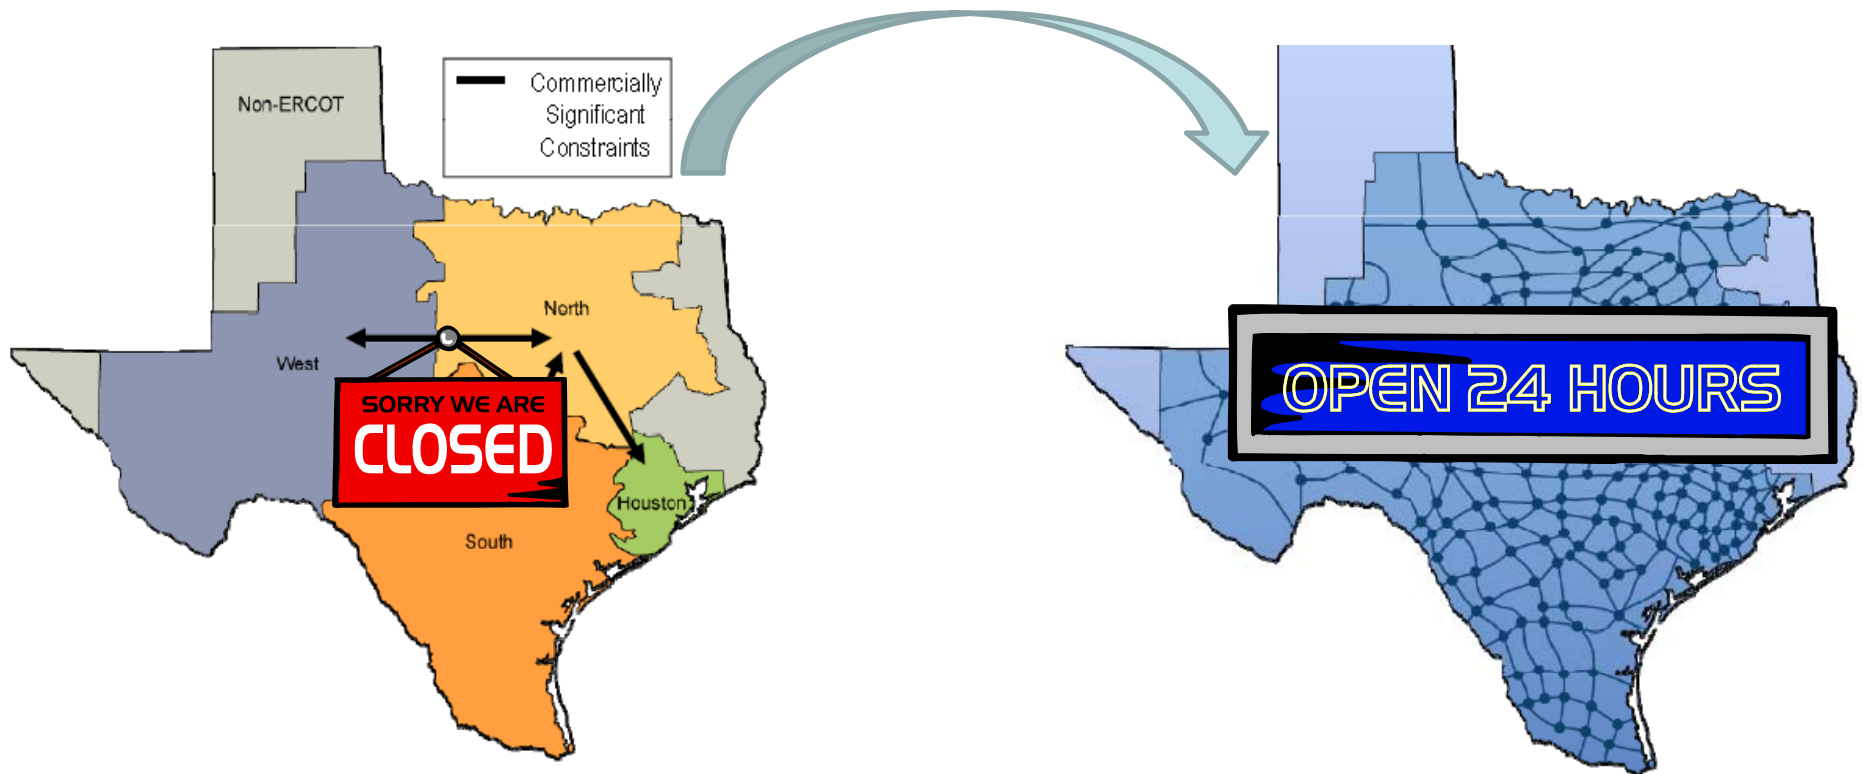 Non-ERCOT
Commercially
Significant
Constraints
North
West
SORRY WE ARE
CLOSED
Houston
South
OPEN 24 HOURS